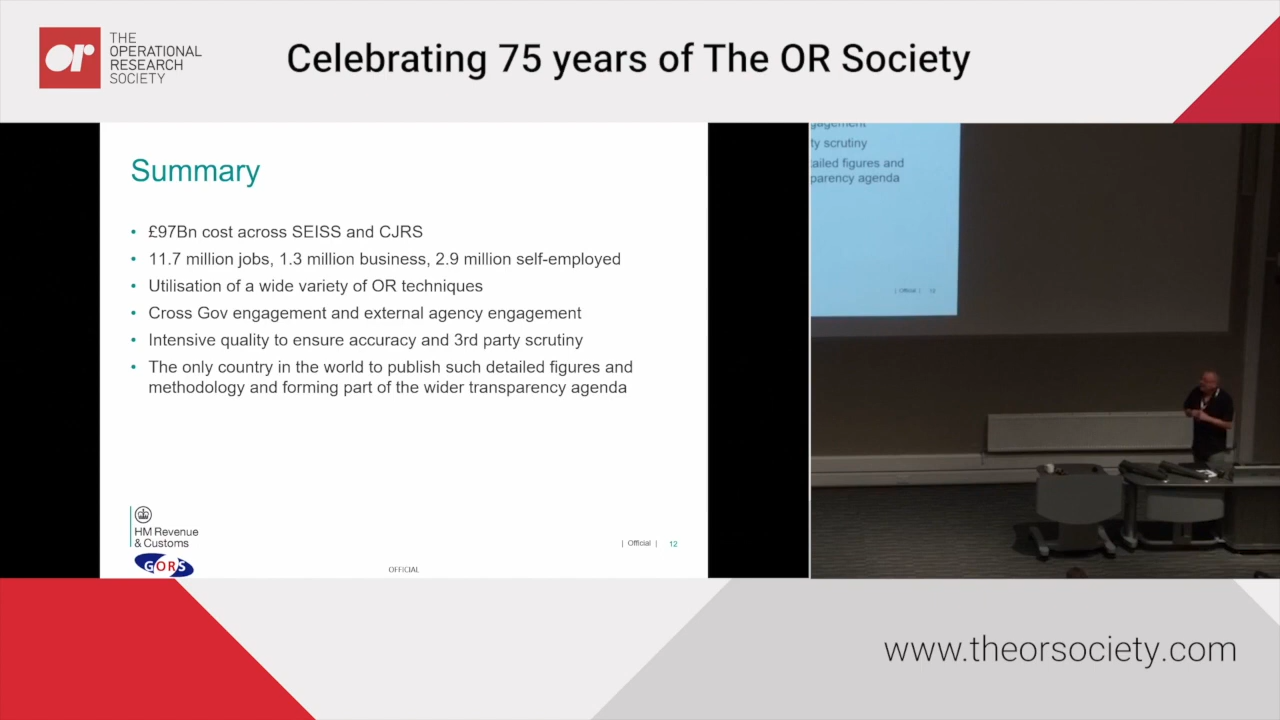 or
THE
OPERATIONAL
RESEARCH
SOCIETY
Celebrating 75 years of The OR Society
Summary
• £97Bn cost across SEISS and CJRS
• 11.7 million jobs, 1.3 million business, 2.9 million self-employed
• Utilisation of a wide variety of OR techniques
• Cross Gov engagement and external agency engagement
• Intensive quality to ensure accuracy and 3rd party scrutiny
• The only country in the world to publish such detailed figures and
methodology and forming part of the wider transparency agenda
HM Revenue
& Customs
GORS
OFFICIAL
| Official | 12
gagement
ty scrutiny
ailed figures and
parency agenda
| Official |
www.theorsociety.com